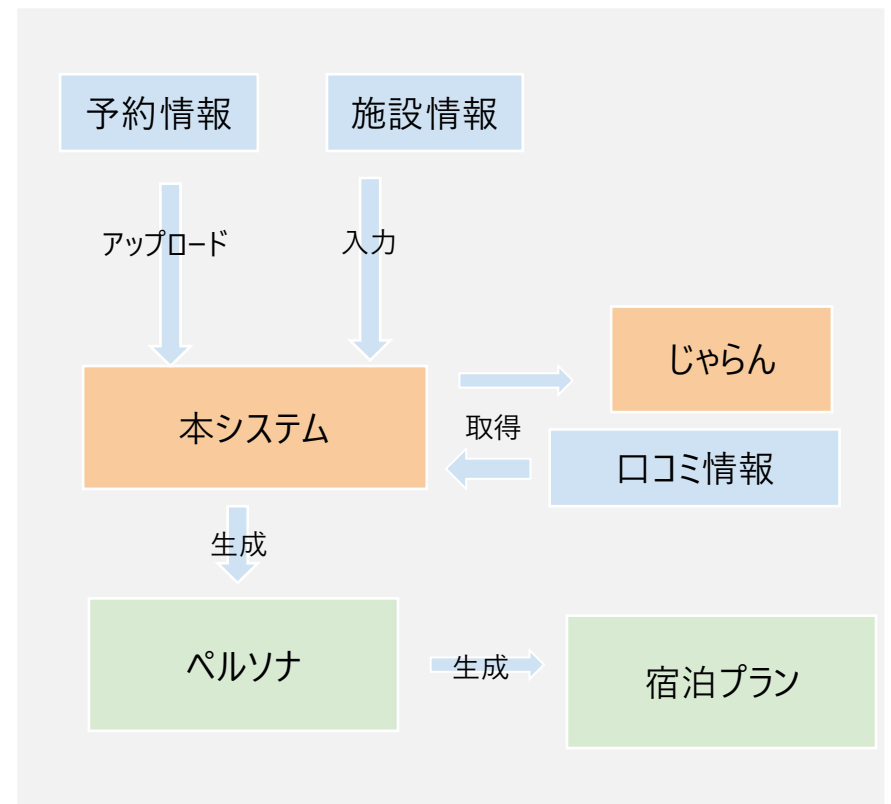 予約情報
施設情報
アップロード
入力
じゃらん
本システム
取得
口コミ情報
生成
ペルソナ
生成
宿泊プラン